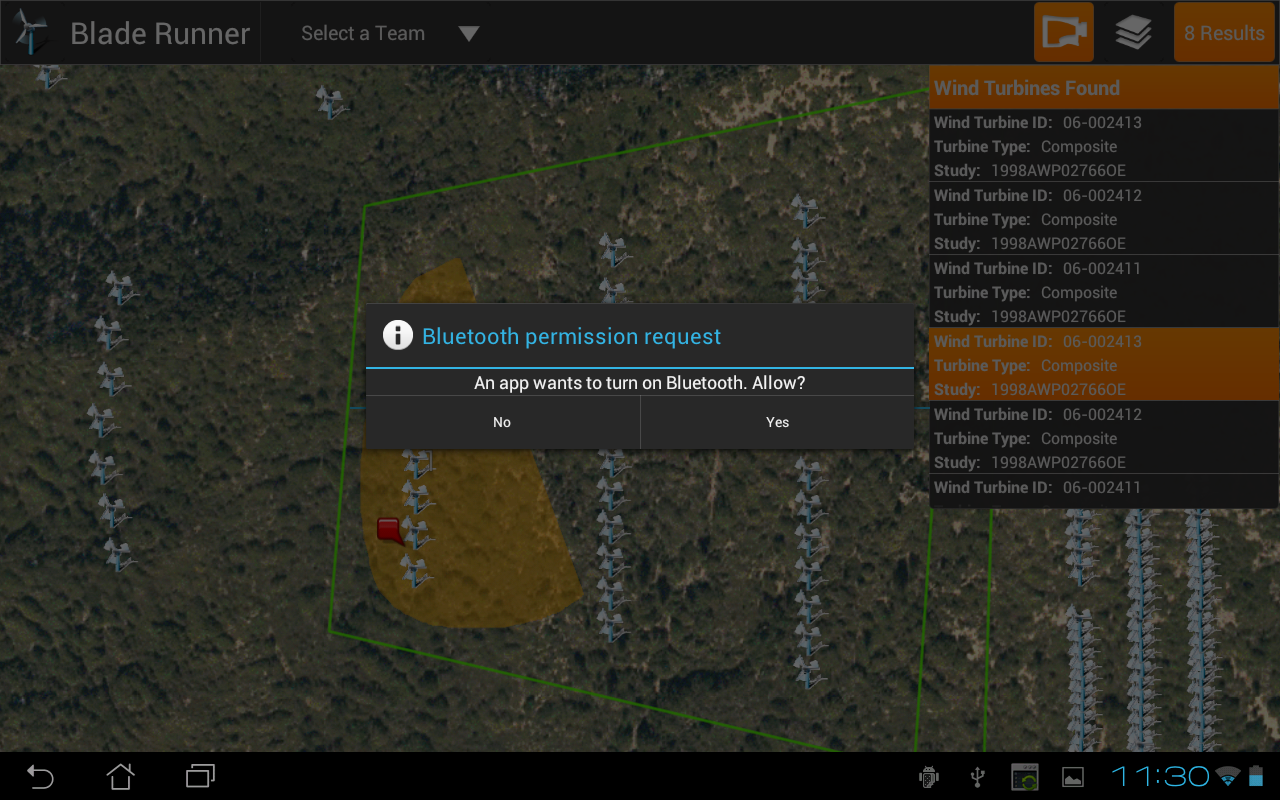 Blade Runner
Select a Team
8 Results
Wind Turbines Found
Wind Turbine ID: 06-002413
Turbine Type: Composite
Study: 1998AWP02766OE
Wind Turbine ID: 06-002412
Turbine Type: Composite
Study: 1998AWP02766OE
Wind Turbine ID: 06-002411
Turbine Type: Composite
Study: 1998AWP02766OE
Wind Turbine ID: 06-002413
Turbine Type: Composite
Study: 1998AWP02766OE
Wind Turbine ID: 06-002412
Turbine Type: Composite
Study: 1998AWP02766OE
Wind Turbine ID: 06-002411
Bluetooth permission request
An app wants to turn on Bluetooth. Allow?
No
Yes
11:30